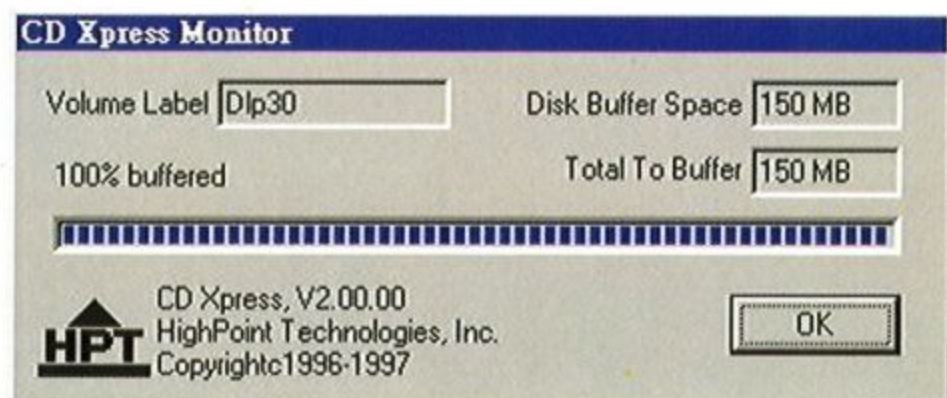 CD Xpress Monitor
Volume Label Dlp30
Disk Buffer Space 150 MB
100% buffered
Total To Buffer 150 MB
CD Xpress, V2.00.00
HPT HighPoint Technologies, Inc.
Copyrightc1996-1997
OK